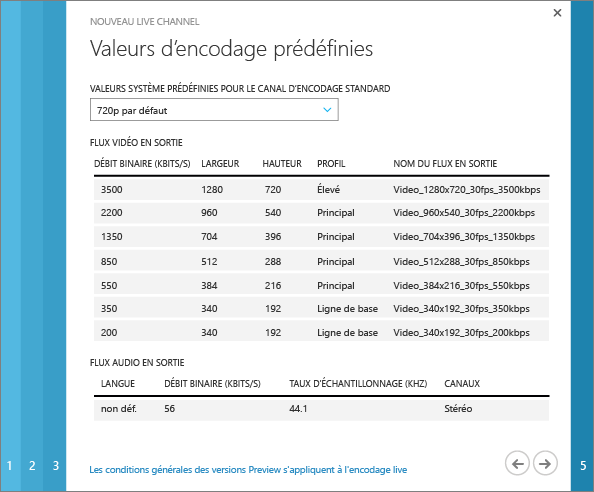 NOUVEAU LIVE CHANNEL
Valeurs d'encodage prédéfinies
VALEURS SYSTÈME PRÉDÉFINIES POUR LE CANAL D'ENCODAGE STANDARD
720p par défaut
FLUX VIDÉO EN SORTIE
DÉBIT BINAIRE (KBITS/S) LARGEUR HAUTEUR PROFIL NOM DU FLUX EN SORTIE
3500 1280 720 Élevé Video_1280x720_30fps_3500kbps
2200 960 540 Principal Video_960x540_30fps_2200kbps
1350 704 396 Principal Video_704x396_30fps_1350kbps
850 512 288 Principal Video_512x288_30fps_850kbps
550 384 216 Principal Video_384x216_30fps_550kbps
350 340 192 Ligne de base Video_340x192_30fps_350kbps
200 340 192 Ligne de base Video_340x192_30fps_200kbps
FLUX AUDIO EN SORTIE
LANGUE DÉBIT BINAIRE (KBITS/S) TAUX D'ÉCHANTILLONNAGE (KHZ) CANAUX
non déf. 56 44.1 Stéréo
1 2 3 5
Les conditions générales des versions Preview s'appliquent à l'encodage live